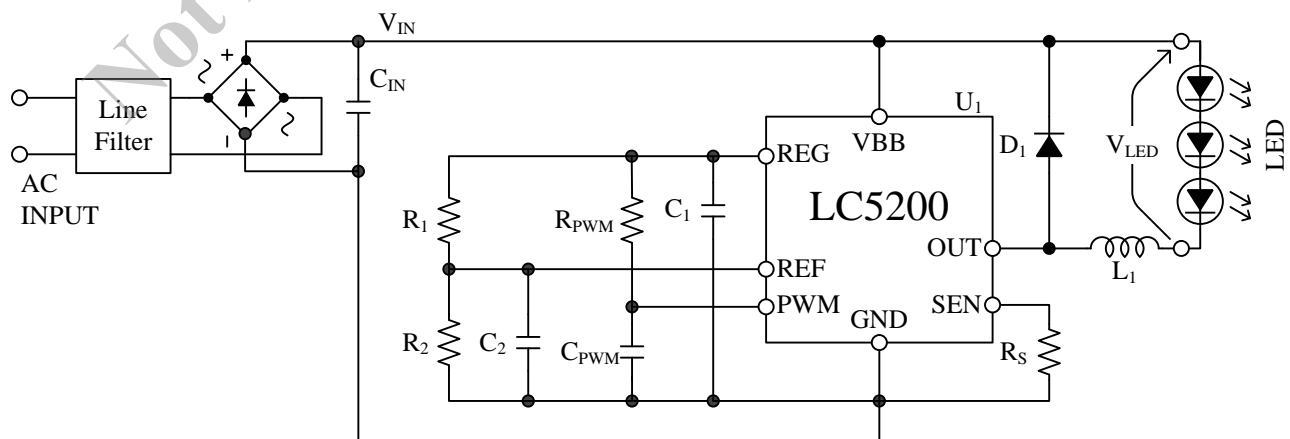 Not
V_IN
+
C_IN
Line
Filter
AC
INPUT
U_1
VBB
REG
LC5200
D_1
V_LED
LED
R_1
R_PWM
C_1
OUT
L_1
REF
PWM
GND
SEN
R_2
C_2
C_PWM
R_S